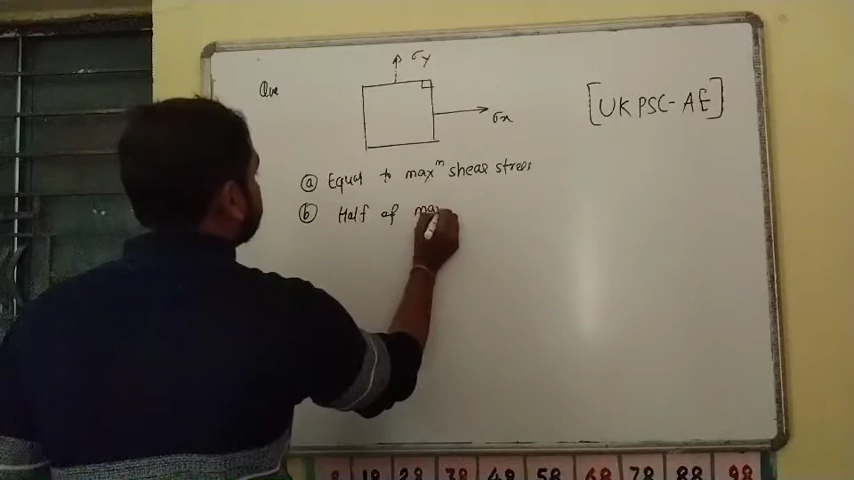 σy
Que
[UKPSC-AE]
σx
(a) Equal to maxᵐ shear stress
(b) Half of max
8 18 28 38 48 58 68 78 88 98